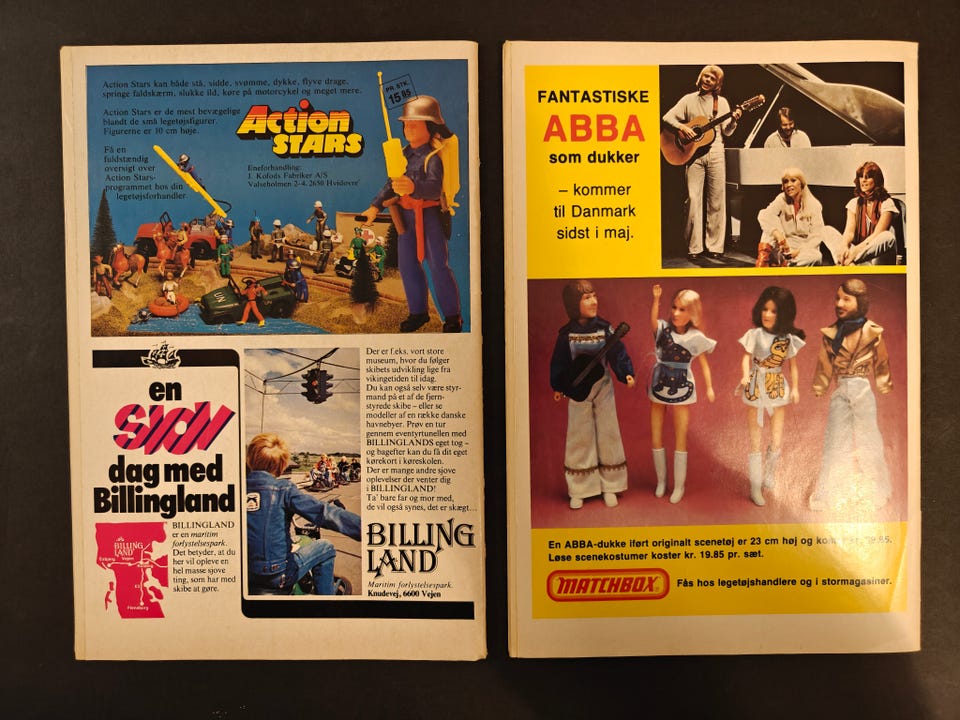 Action Stars kan både stå, sidde, svømme, dykke, flyve drage,
springe faldskærm, slukke ild, køre på motorcykel og meget mere.
Action Stars er de mest bevægelige
blandt de små legetøjsfigurer.
Figurerne er 10 cm høje.
Få en
fuldstændig
oversigt over
Action Stars-
programmet hos din
legetøjsforhandler
Action
STARS
Eneforhandling:
J. Kofods Fabriker A/S
Valseholmen 2-4. 2650 Hvidovre
PR. STK.
15 85
UN
en
SJOV
dag med
Billingland
BILLINGLAND
er en maritim
forlystelsespark.
Det betyder, at du
her vil opleve en
hel masse sjove
ting, som har med
skibe at gøre.
BILLING
LAND
Esbjerg
Vejen
Flensburg
Der er f.eks. vort store
museum, hvor du følger
skibets udvikling lige fra
vikingetiden til idag.
Du kan også selv være styr-
mand på et af de fjern-
styrede skibe – eller se
modeller af en række danske
havnebyer. Prøv en tur
gennem eventyrtunellen med
BILLINGLANDS eget tog –
og bagefter kan du få dit eget
kørekort i køreskolen.
Der er mange andre sjove
oplevelser der venter dig
i BILLINGLAND!
Ta' bare far og mor med,
de vil også synes, det er skægt...
BILLING
LAND
Maritim forlystelsespark.
Knudevej, 6600 Vejen
FANTASTISKE
ABBA
som dukker
– kommer
til Danmark
sidst i maj.
En ABBA-dukke iført originalt scenetøj er 23 cm høj og
Løse scenekostumer koster kr. 19.85 pr. sæt.
MATCHBOX
Fås hos legetøjshandlere og i stormagasiner.